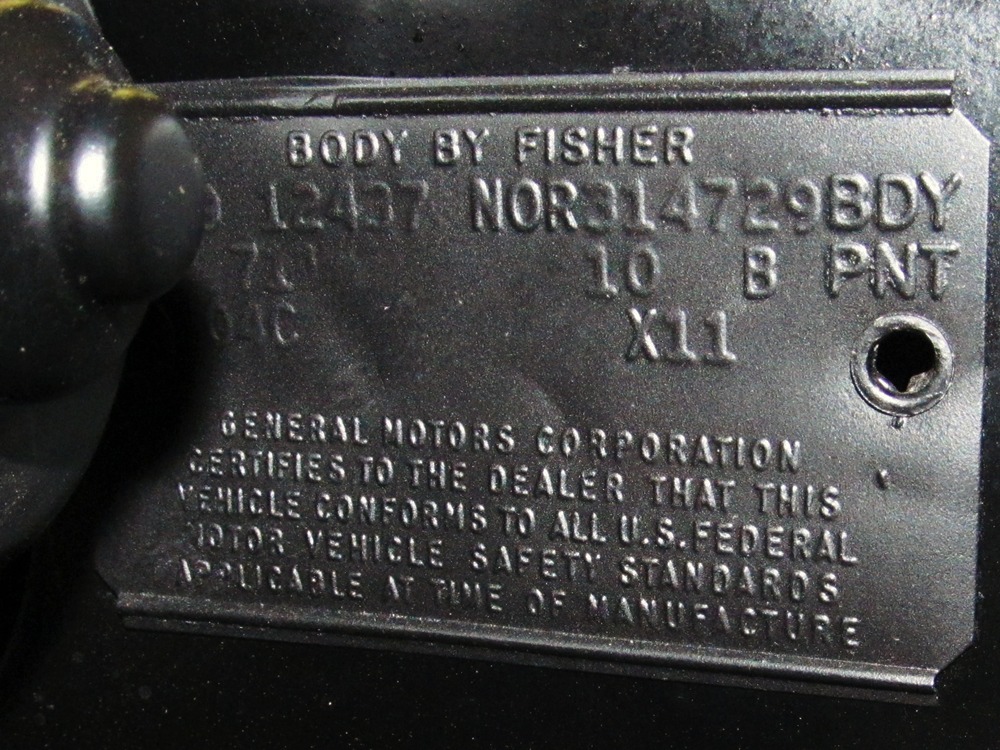 BODY BY FISHER
12437 NOR314729BDY
711 10 B PNT
X11
GENERAL MOTORS CORPORATION
CERTIFIES TO THE DEALER THAT THIS
VEHICLE CONFORMS TO ALL U.S. FEDERAL
MOTOR VEHICLE SAFETY STANDARDS
APPLICABLE AT TIME OF MANUFACTURE